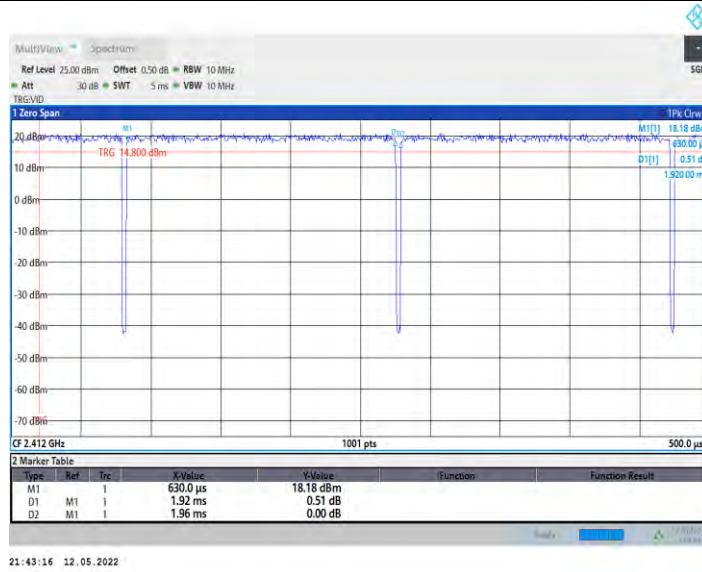 MultiView Spectrum
Ref Level 25.00 dBm Offset 0.50 dB RBW 10 MHz
SGL
Att 30 dB SWT 5 ms VBW 10 MHz
TRG:VID
1 Zero Span 1Pk Clrw
M1 M1[1] 18.18 dBm
20 dBm 630.00 µs
TRG 14.800 dBm D1[1] 0.51 d
10 dBm 1.92000 m
0 dBm
-10 dBm
-20 dBm
-30 dBm
-40 dBm
-50 dBm
-60 dBm
-70 dBm
CF 2.412 GHz 1001 pts 500.0 µs
2 Marker Table
Type Ref Trc X-Value Y-Value Function Function Result
M1 1 630.0 µs 18.18 dBm
D1 M1 1 1.92 ms 0.51 dB
D2 M1 1 1.96 ms 0.00 dB
Ready
21:43:16 12.05.2022